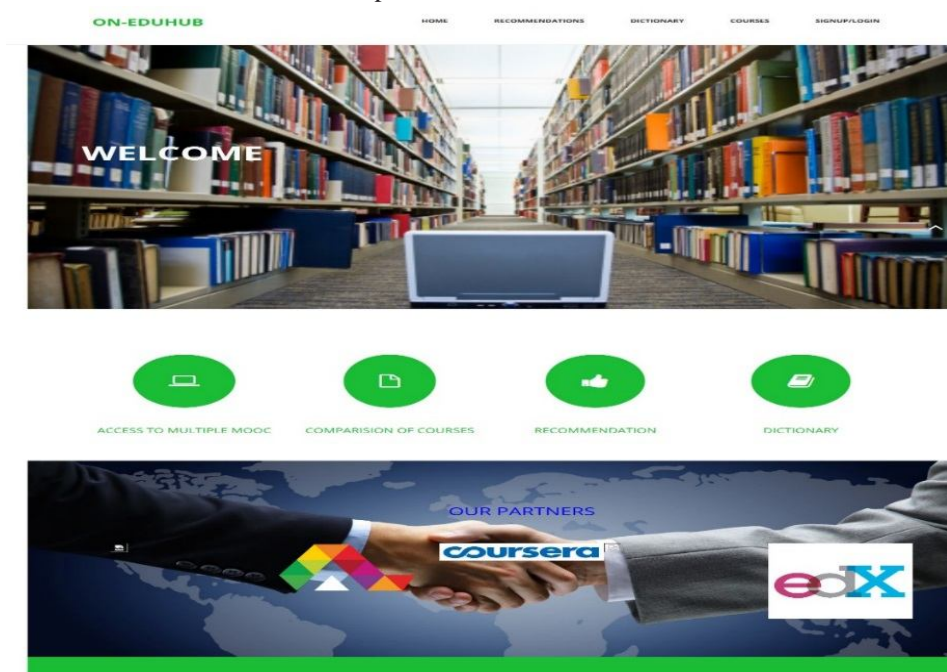 ON-EDUHUB
HOME RECOMMENDATIONS DICTIONARY COURSES SIGNUP/LOGIN
WELCOME
ACCESS TO MULTIPLE MOOC COMPARISION OF COURSES RECOMMENDATION DICTIONARY
OUR PARTNERS
coursera
edX